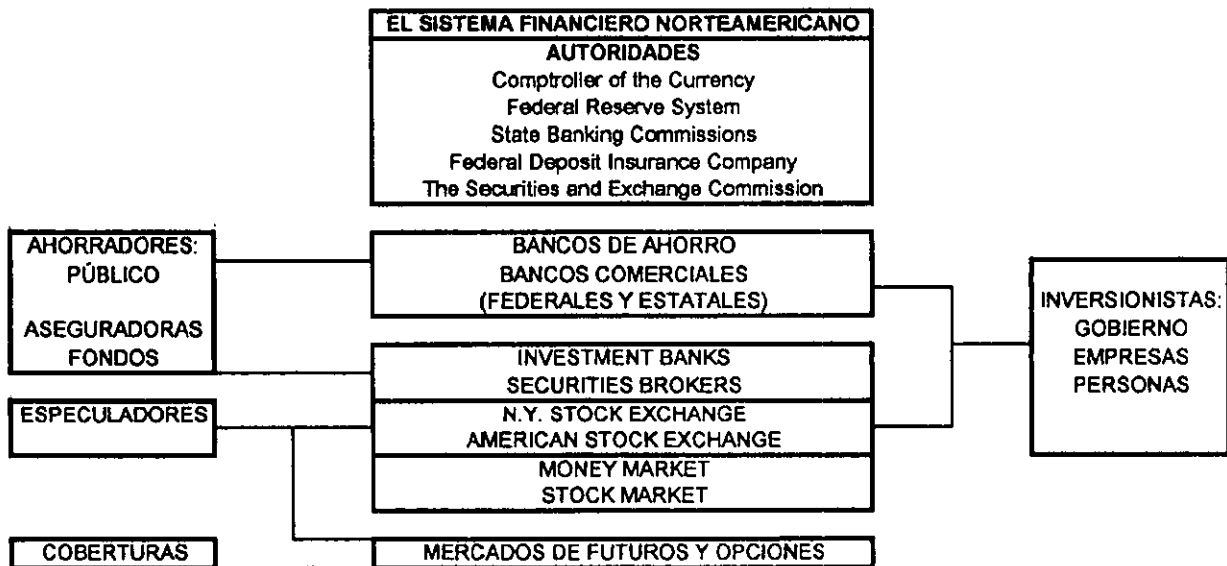 EL SISTEMA FINANCIERO NORTEAMERICANO
AUTORIDADES
Comptroller of the Currency
Federal Reserve System
State Banking Commissions
Federal Deposit Insurance Company
The Securities and Exchange Commission
AHORRADORES:
PÚBLICO
ASEGURADORAS
FONDOS
BANCOS DE AHORRO
BANCOS COMERCIALES
(FEDERALES Y ESTATALES)
INVERSIONISTAS:
GOBIERNO
EMPRESAS
PERSONAS
INVESTMENT BANKS
SECURITIES BROKERS
ESPECULADORES
N.Y. STOCK EXCHANGE
AMERICAN STOCK EXCHANGE
MONEY MARKET
STOCK MARKET
COBERTURAS
MERCADOS DE FUTUROS Y OPCIONES